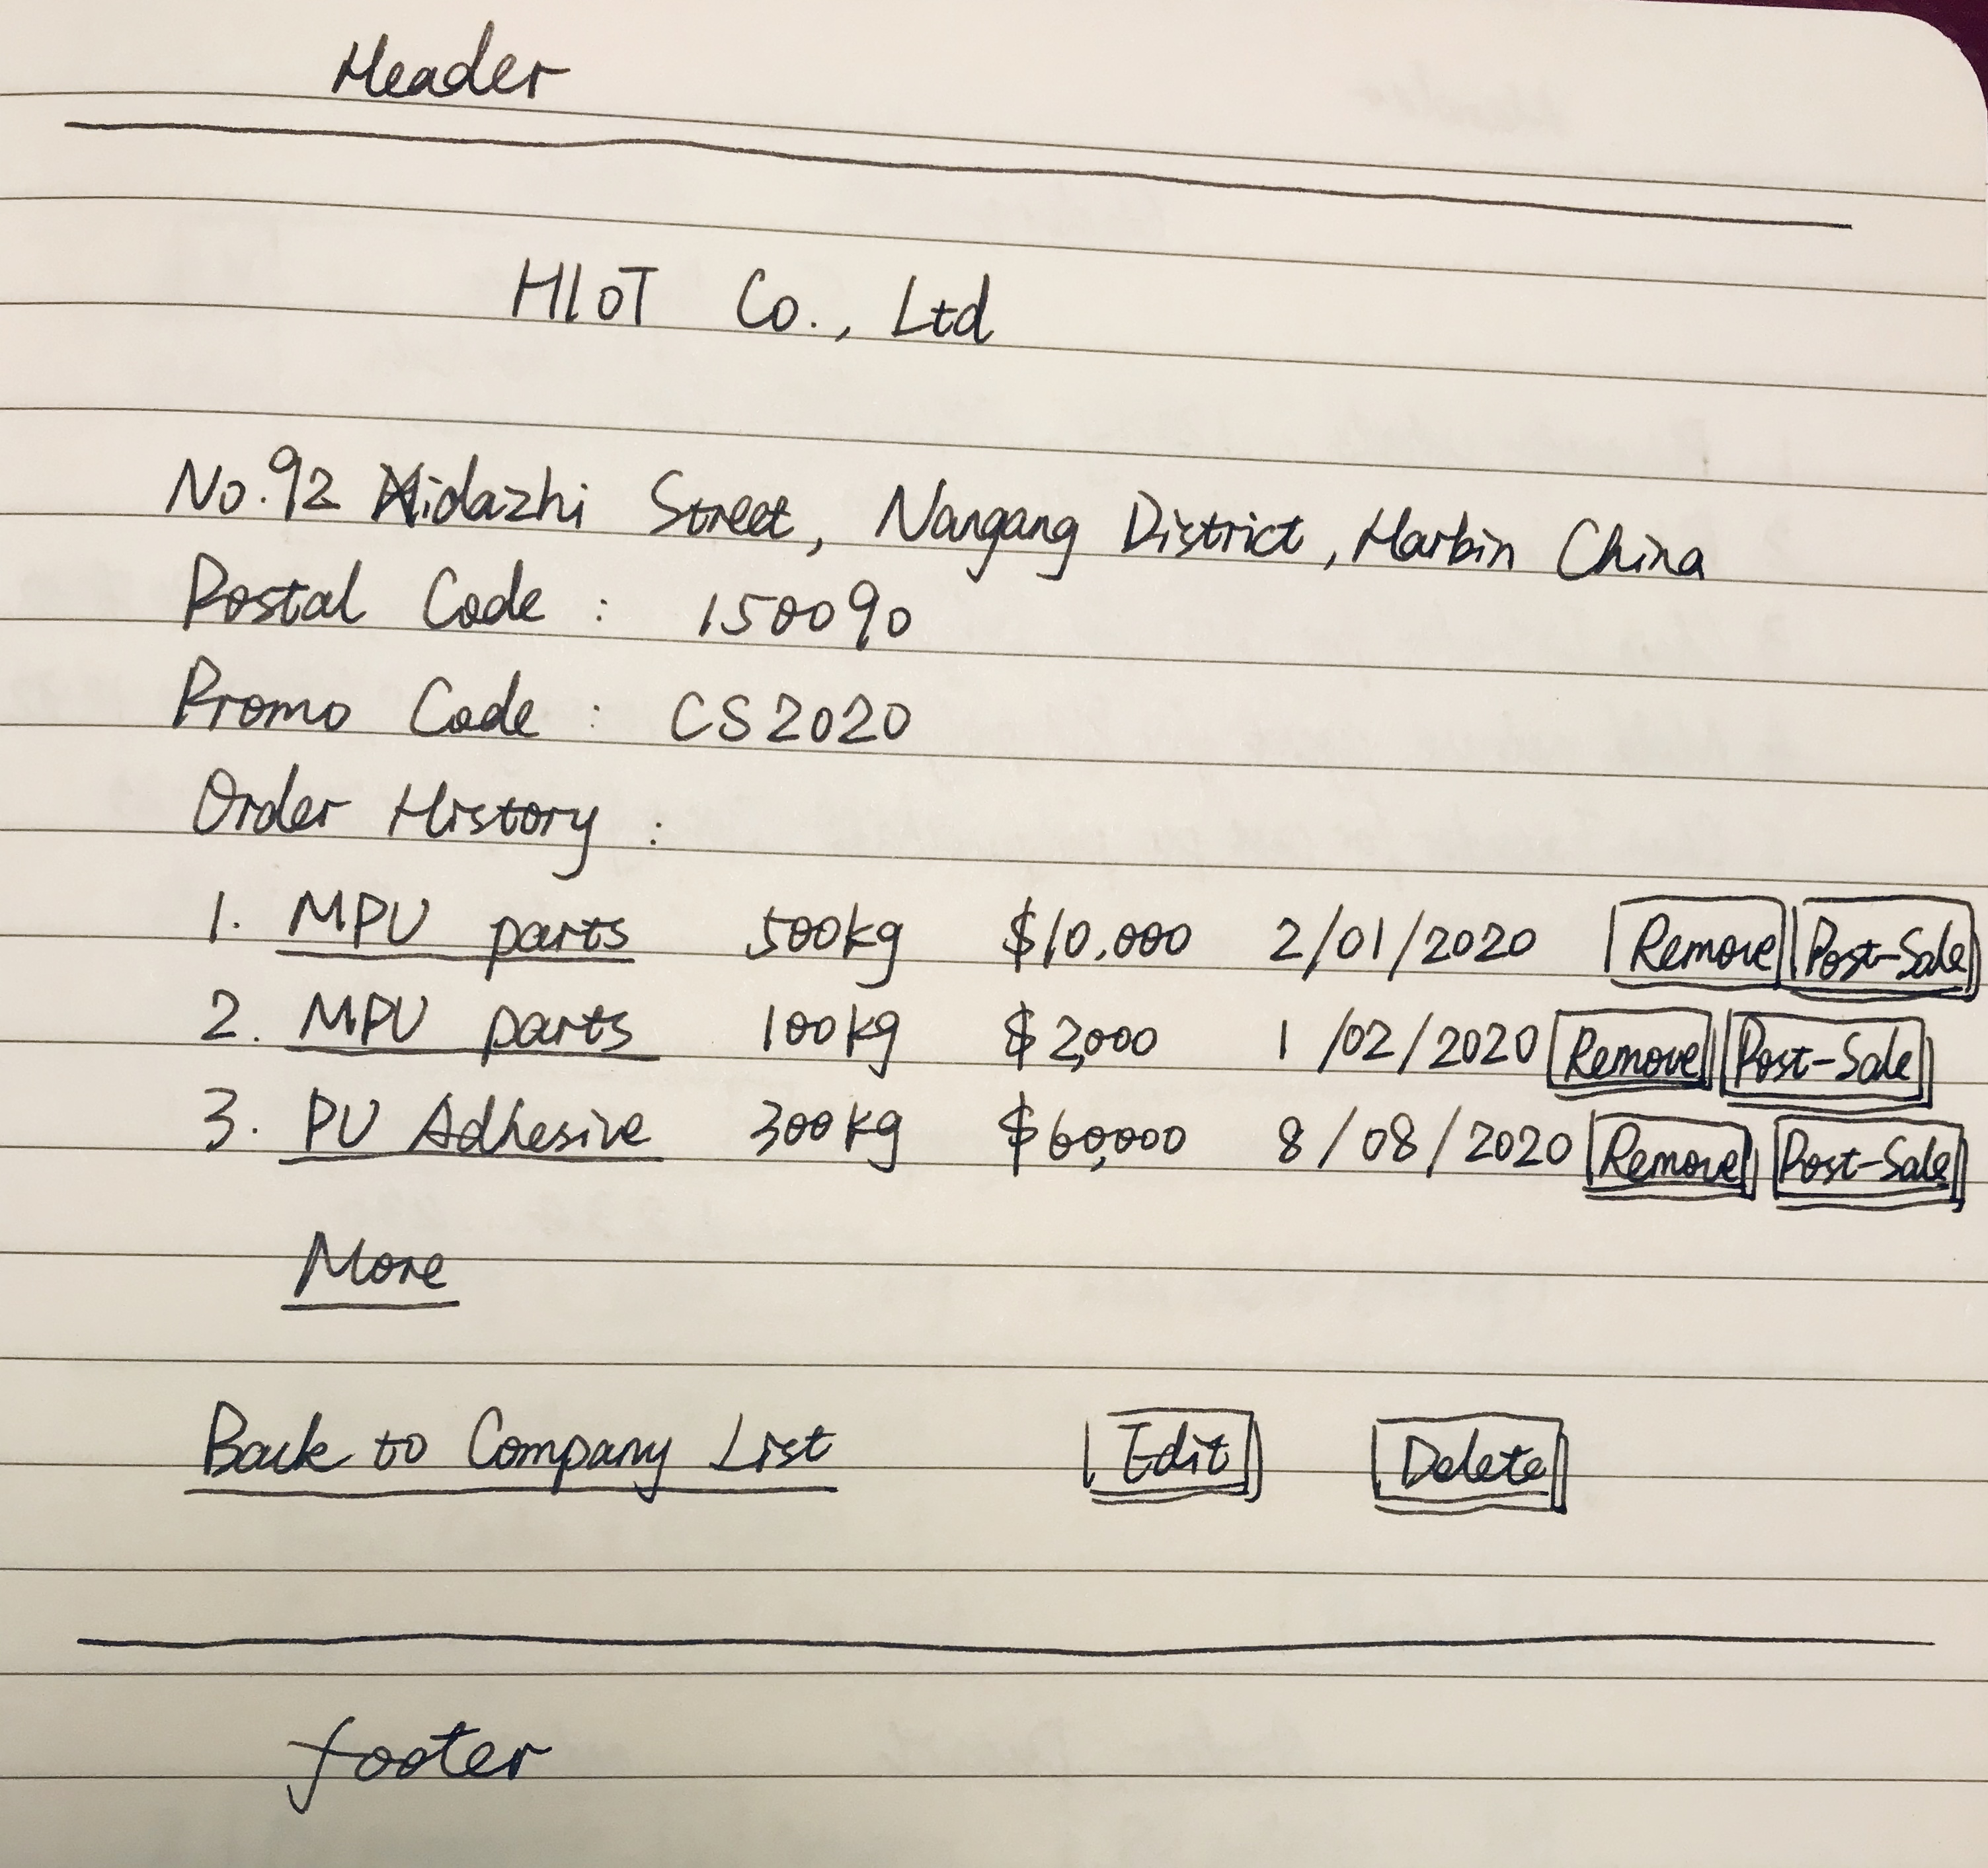 Header
HIoT Co., Ltd
No.92 Xidazhi Street, Nangang District, Harbin China
Postal Code : 150090
Promo Code : CS2020
Order History :
1. MPU parts 500kg $10,000 2/01/2020 Remove Post-Sale
2. MPU parts 100kg $2,000 1/02/2020 Remove Post-Sale
3. PU Adhesive 300kg $60,000 8/08/2020 Remove Post-Sale
More
Back to Company List Edit Delete
footer